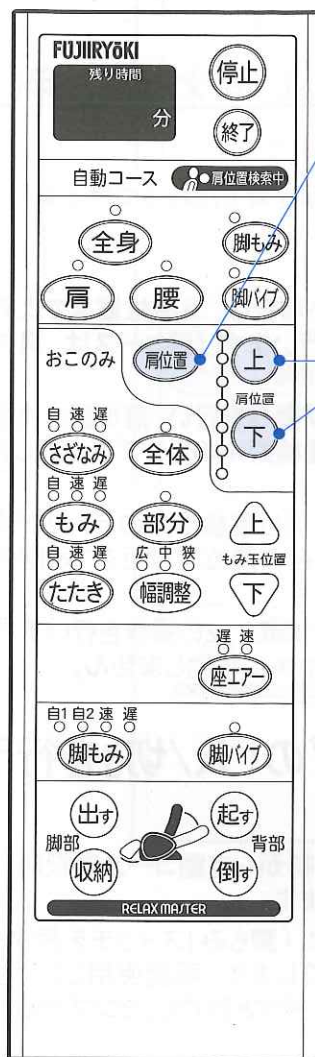 FUJIIRYōKI
残り時間
分
停止
終了
自動コース
肩位置検索中
全身
脚もみ
肩
腰
脚バイブ
おこのみ
肩位置
上
肩位置
下
自 速 遅
さざなみ
全体
自 速 遅
もみ
部分
上
もみ玉位置
自 速 遅
広 中 狭
たたき
幅調整
下
遅 速
座エアー
自1 自2 速 遅
脚もみ
脚バイブ
出す
起す
脚部
背部
収納
倒す
RELAX MASTER